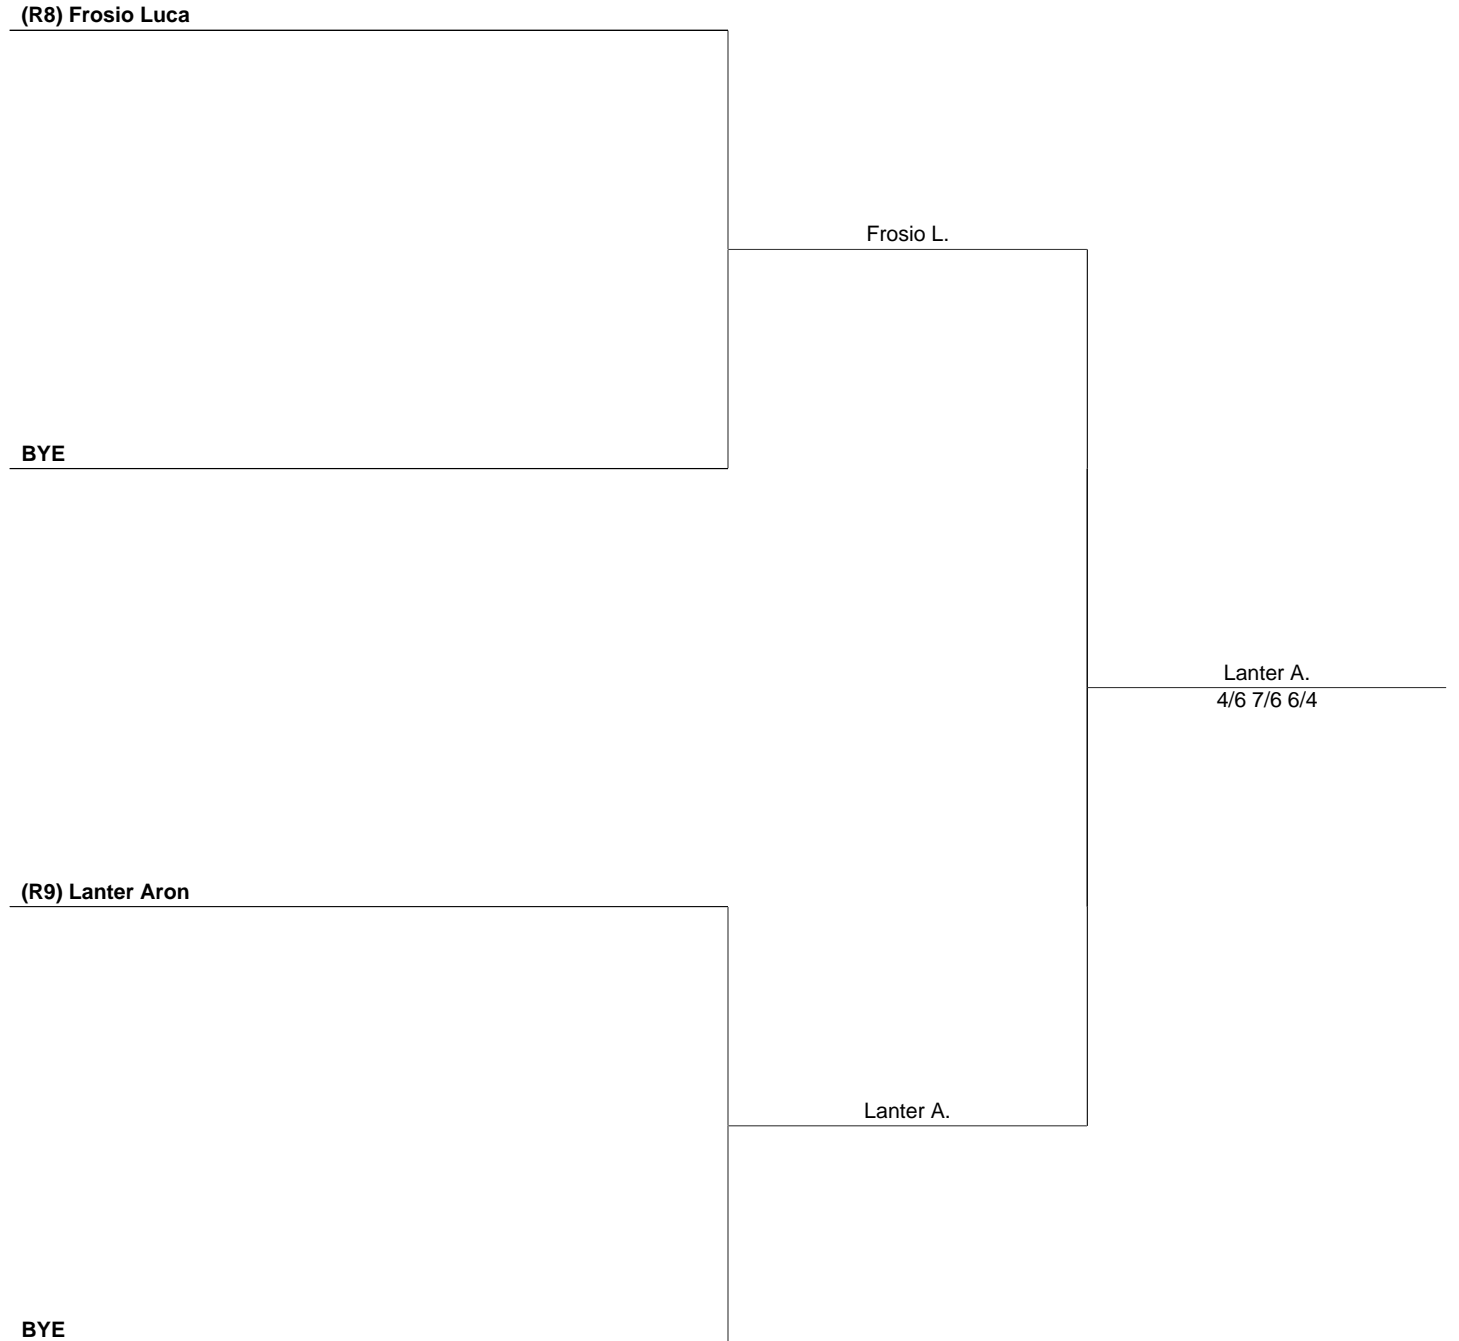 (R8) Frosio Luca
Frosio L.
BYE
Lanter A.
4/6 7/6 6/4
(R9) Lanter Aron
Lanter A.
BYE